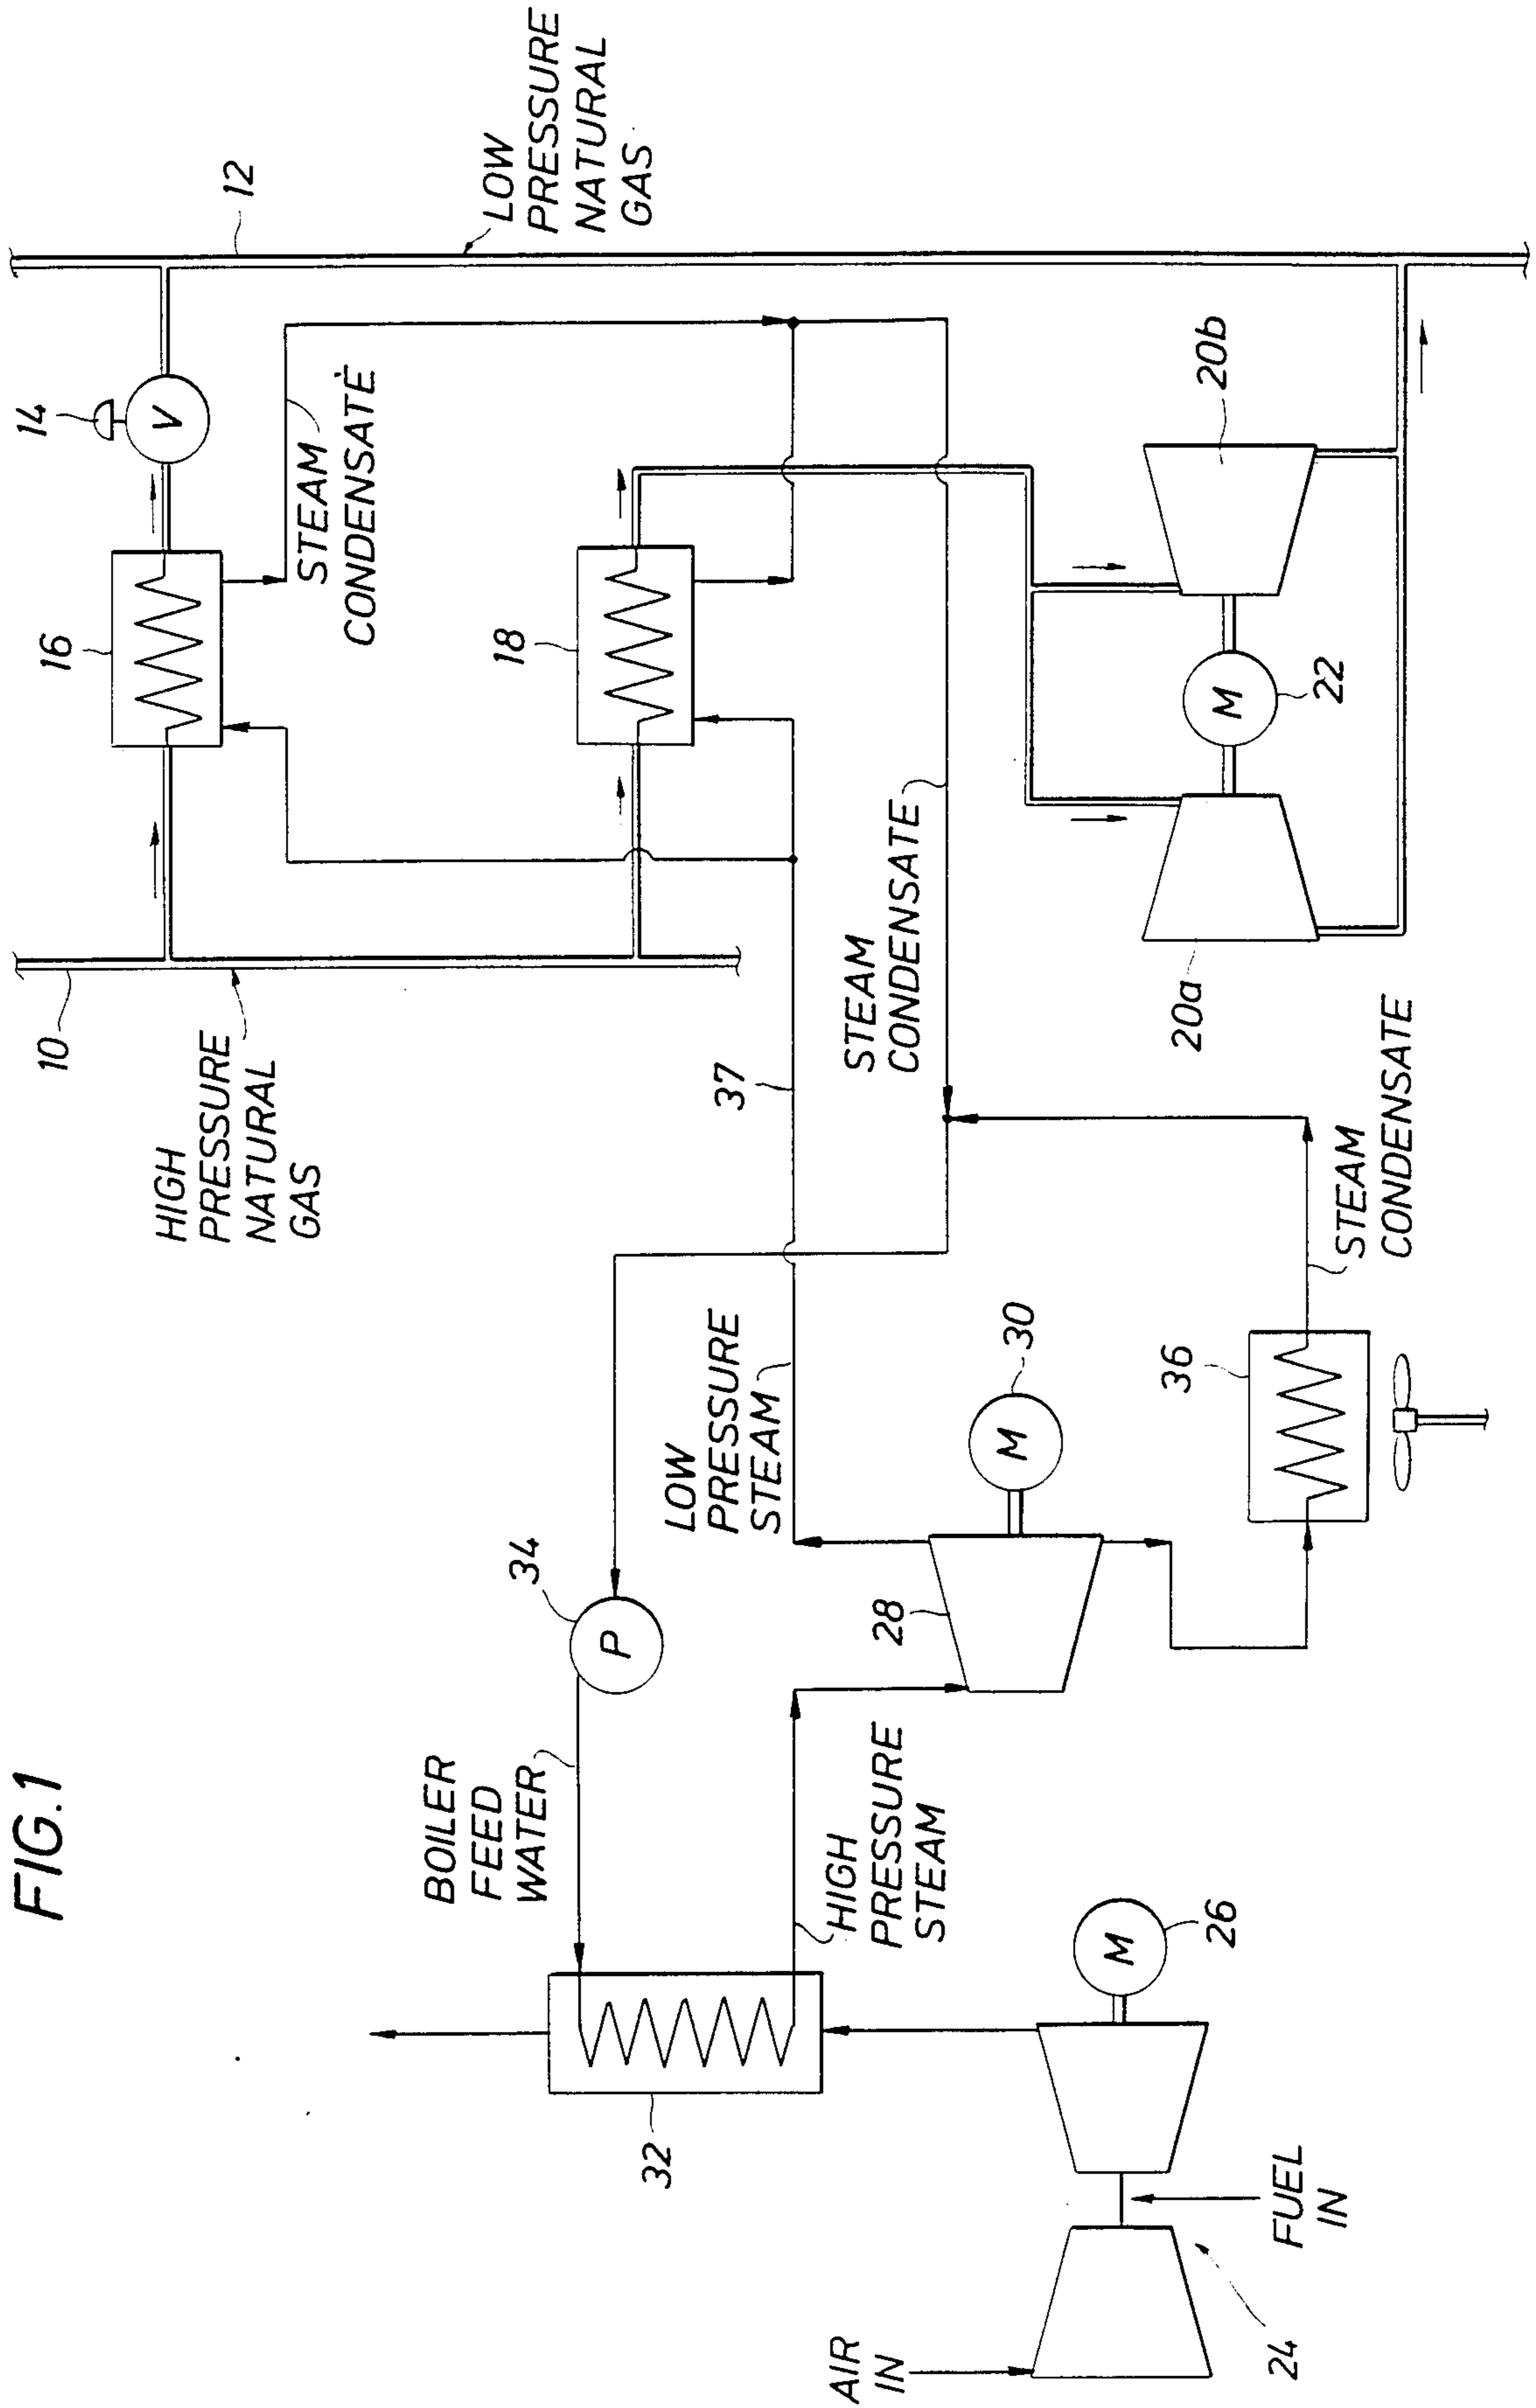 FIG.1
10
HIGH
PRESSURE
NATURAL
GAS
16
14
V
12
LOW
PRESSURE
NATURAL
GAS
STEAM
CONDENSATE
18
BOILER
FEED
WATER
34
P
LOW
PRESSURE
STEAM
37
STEAM
CONDENSATE
32
HIGH
PRESSURE
STEAM
28
M
30
AIR
IN
24
FUEL
IN
M
26
36
STEAM
CONDENSATE
20a
M
22
20b